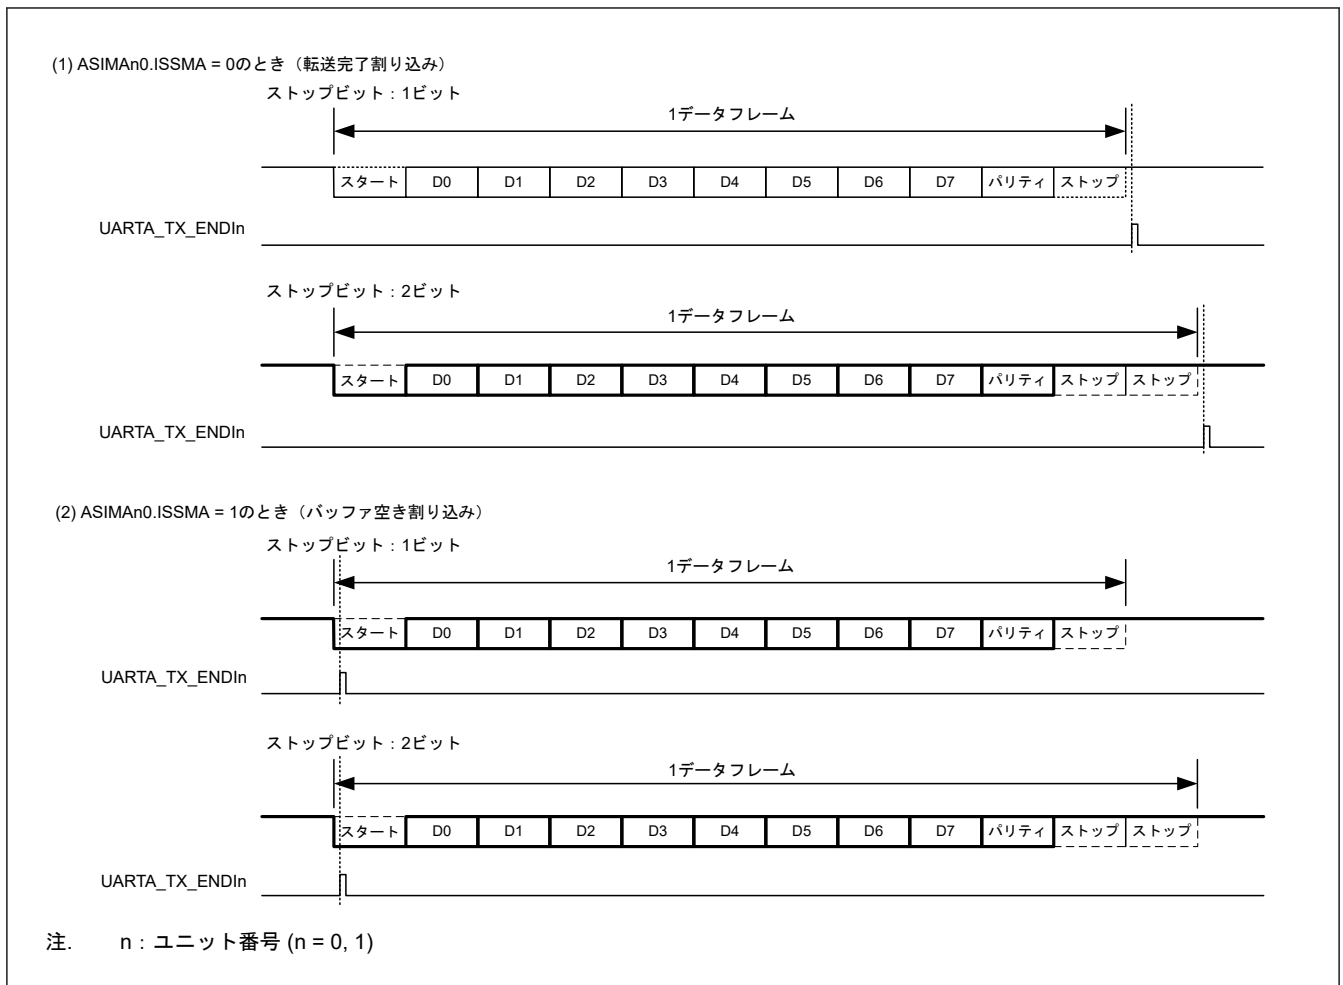 (1) ASIMAn0.ISSMA = 0のとき（転送完了割り込み）
ストップビット：1ビット
1データフレーム
スタート D0 D1 D2 D3 D4 D5 D6 D7 パリティ ストップ
UARTA_TX_ENDIn
ストップビット：2ビット
1データフレーム
スタート D0 D1 D2 D3 D4 D5 D6 D7 パリティ ストップ ストップ
UARTA_TX_ENDIn
(2) ASIMAn0.ISSMA = 1のとき（バッファ空き割り込み）
ストップビット：1ビット
1データフレーム
スタート D0 D1 D2 D3 D4 D5 D6 D7 パリティ ストップ
UARTA_TX_ENDIn
ストップビット：2ビット
1データフレーム
スタート D0 D1 D2 D3 D4 D5 D6 D7 パリティ ストップ ストップ
UARTA_TX_ENDIn
注. n：ユニット番号 (n = 0, 1)